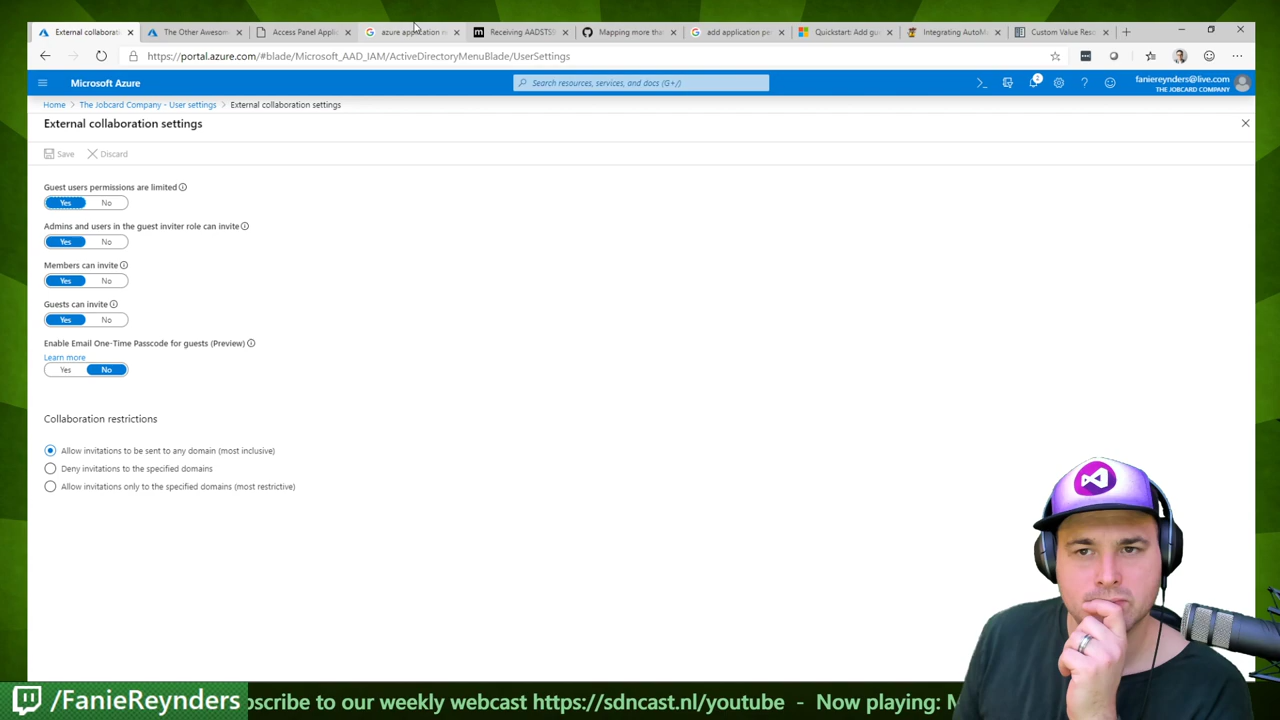 External collaborati
The Other Awesom
Access Panel Applic
azure application n
Receiving AADSTS9
Mapping more tha
add application pe
Quickstart: Add gu
Integrating AutoM
Custom Value Reso
https://portal.azure.com/#blade/Microsoft_AAD_IAM/ActiveDirectoryMenuBlade/UserSettings
Microsoft Azure
Search resources, services, and docs (G+/)
2
faniereynders@live.com
THE JOBCARD COMPANY
Home > The Jobcard Company - User settings > External collaboration settings
External collaboration settings
Save
Discard
Guest users permissions are limited
Yes No
Admins and users in the guest inviter role can invite
Yes No
Members can invite
Yes No
Guests can invite
Yes No
Enable Email One-Time Passcode for guests (Preview)
Learn more
Yes No
Collaboration restrictions
Allow invitations to be sent to any domain (most inclusive)
Deny invitations to the specified domains
Allow invitations only to the specified domains (most restrictive)
/FanieReynders
bscribe to our weekly webcast https://sdncast.nl/youtube - Now playing: M